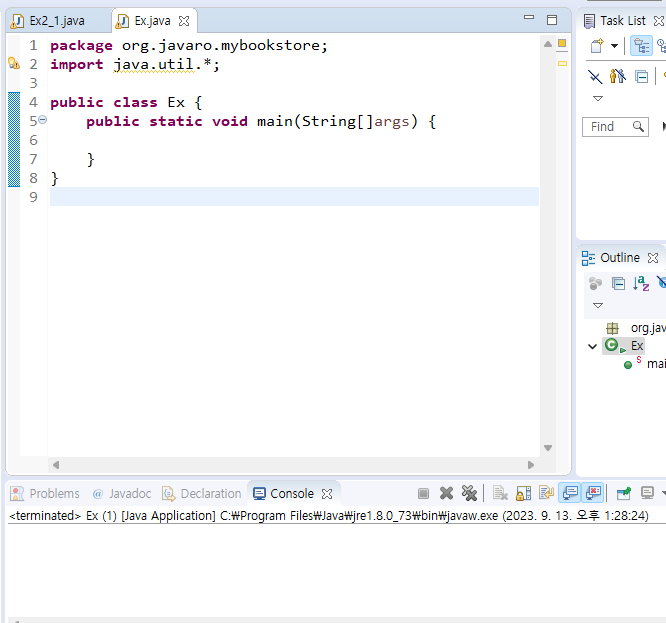 Ex2_1.java
Ex.java
Task List
1 package org.javaro.mybookstore;
2 import java.util.*;
3
4 public class Ex {
5 public static void main(String[]args) {
6
7 }
8 }
9
Find
Outline
org.jav
Ex
S
mai
Problems @ Javadoc Declaration Console
<terminated> Ex (1) [Java Application] C:₩Program Files₩Java₩jre1.8.0_73₩bin₩javaw.exe (2023. 9. 13. 오후 1:28:24)